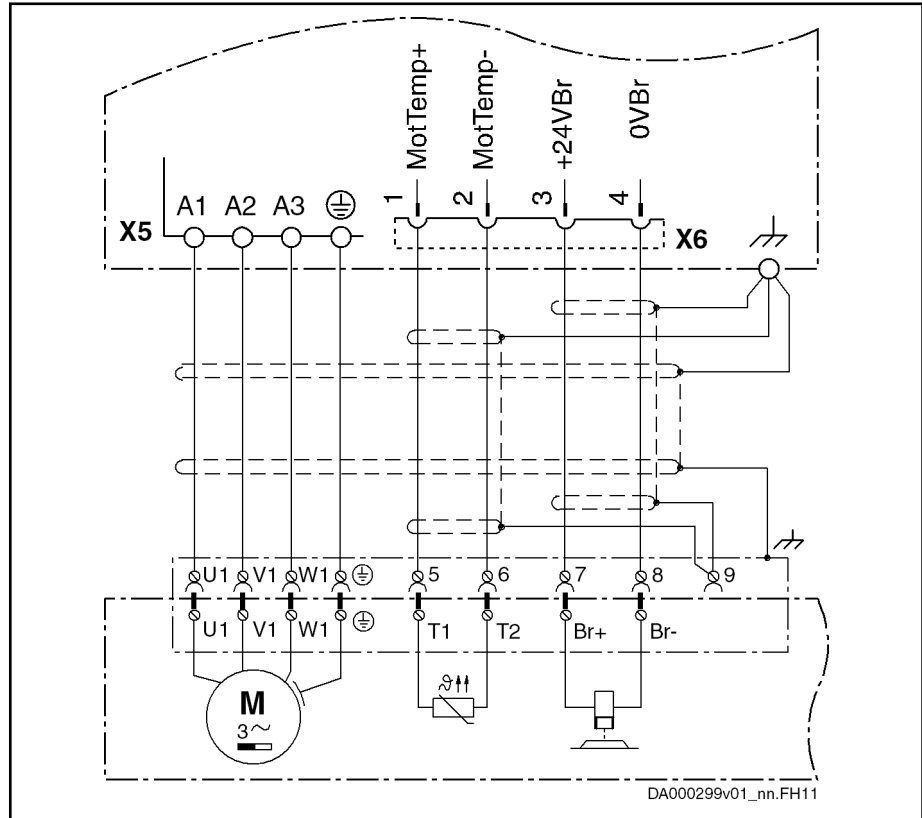 MotTemp+
MotTemp-
+24VBr
0VBr
1 2 3 4
A1 A2 A3
X5
X6
U1 V1 W1 5 6 7 8 9
U1 V1 W1 T1 T2 Br+ Br-
ϑ
M
3~
DA000299v01_nn.FH11